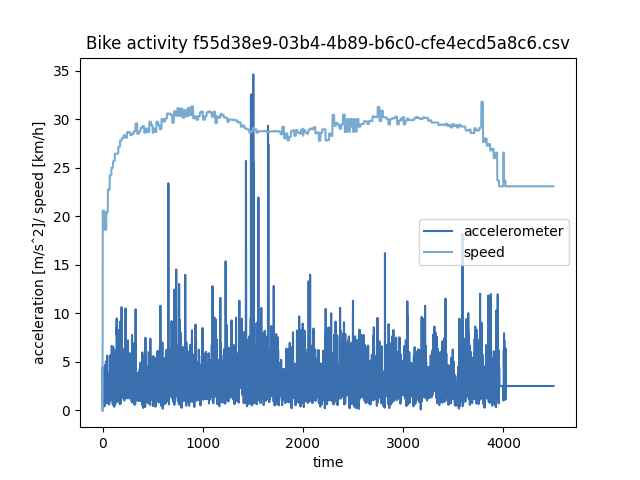 Bike activity f55d38e9-03b4-4b89-b6c0-cfe4ecd5a8c6.csv
35
30
25
20
15
10
5
0
acceleration [m/s^2]/ speed [km/h]
accelerometer
speed
0
1000
2000
3000
4000
time